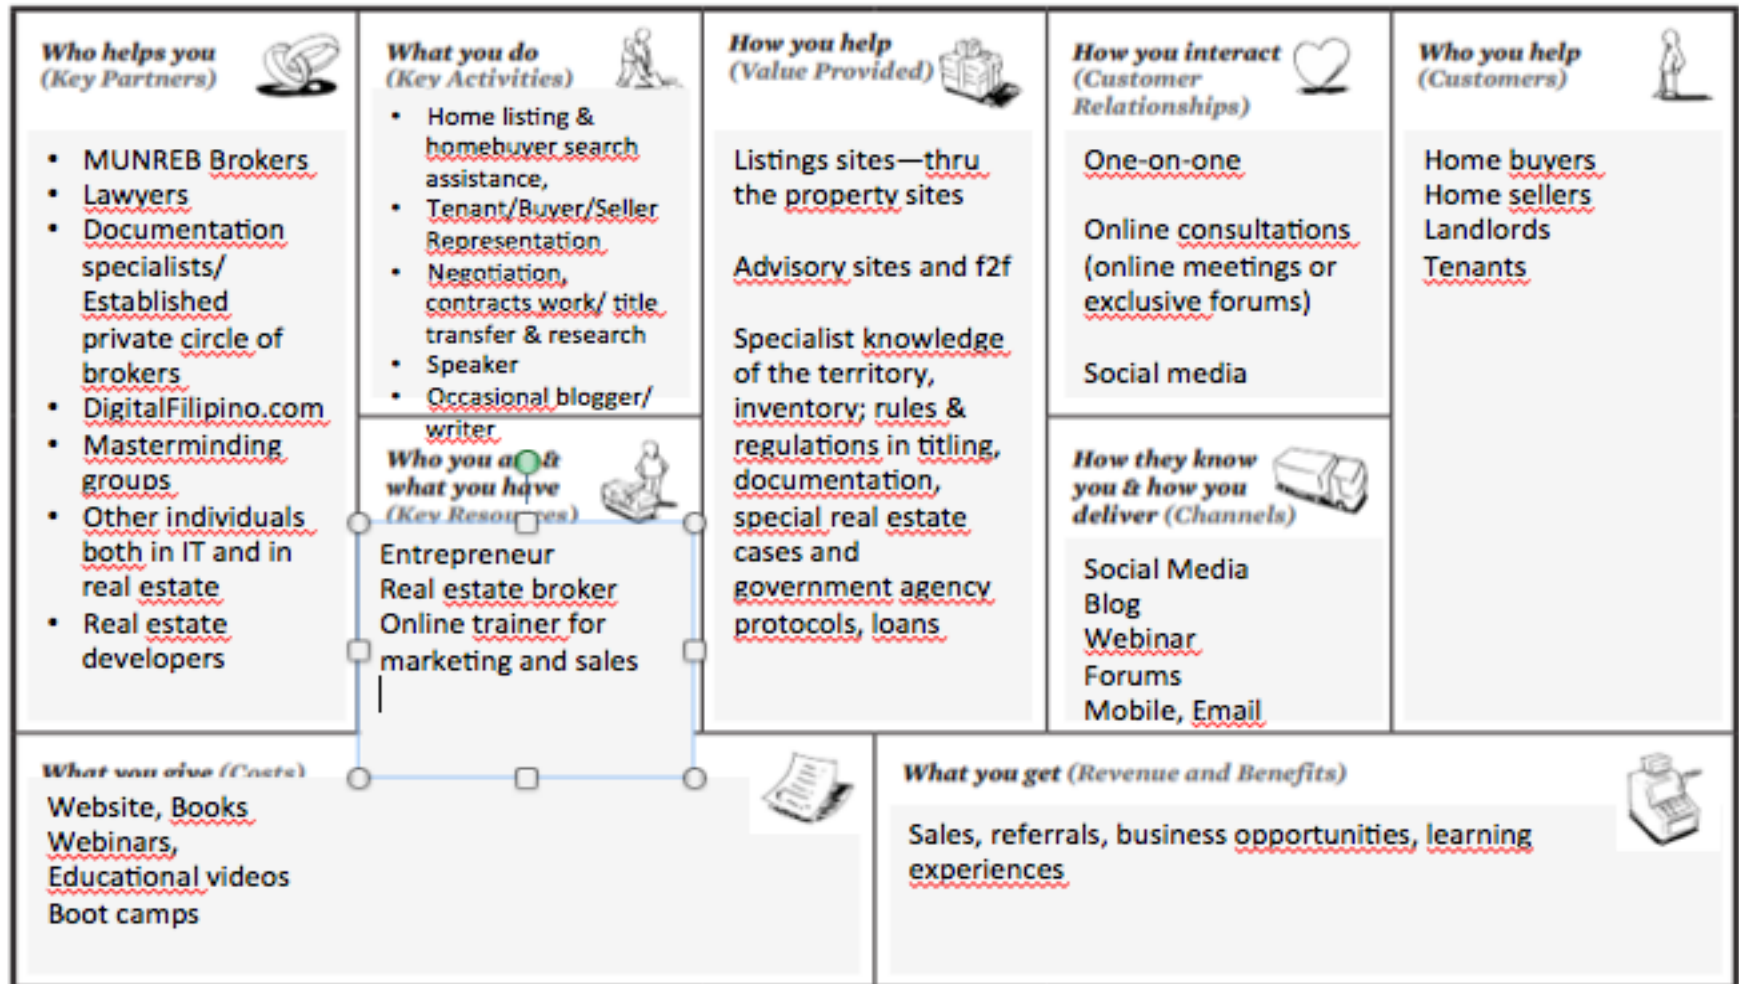 Who helps you
(Key Partners)
• MUNREB Brokers
• Lawyers
• Documentation
specialists/
Established
private circle of
brokers
• DigitalFilipino.com
• Masterminding
groups
• Other individuals
both in IT and in
real estate
• Real estate
developers
What you do
(Key Activities)
• Home listing &
homebuyer search
assistance,
• Tenant/Buyer/Seller
Representation
• Negotiation,
contracts work/ title
transfer & research
• Speaker
• Occasional blogger/
writer
Who you are &
what you have
(Key Resources)
Entrepreneur
Real estate broker
Online trainer for
marketing and sales
How you help
(Value Provided)
Listings sites—thru
the property sites
Advisory sites and f2f
Specialist knowledge
of the territory,
inventory; rules &
regulations in titling,
documentation,
special real estate
cases and
government agency
protocols, loans
How you interact
(Customer
Relationships)
One-on-one
Online consultations
(online meetings or
exclusive forums)
Social media
How they know
you & how you
deliver (Channels)
Social Media
Blog
Webinar
Forums
Mobile, Email
Who you help
(Customers)
Home buyers
Home sellers
Landlords
Tenants
What you give (Costs)
Website, Books
Webinars,
Educational videos
Boot camps
What you get (Revenue and Benefits)
Sales, referrals, business opportunities, learning
experiences